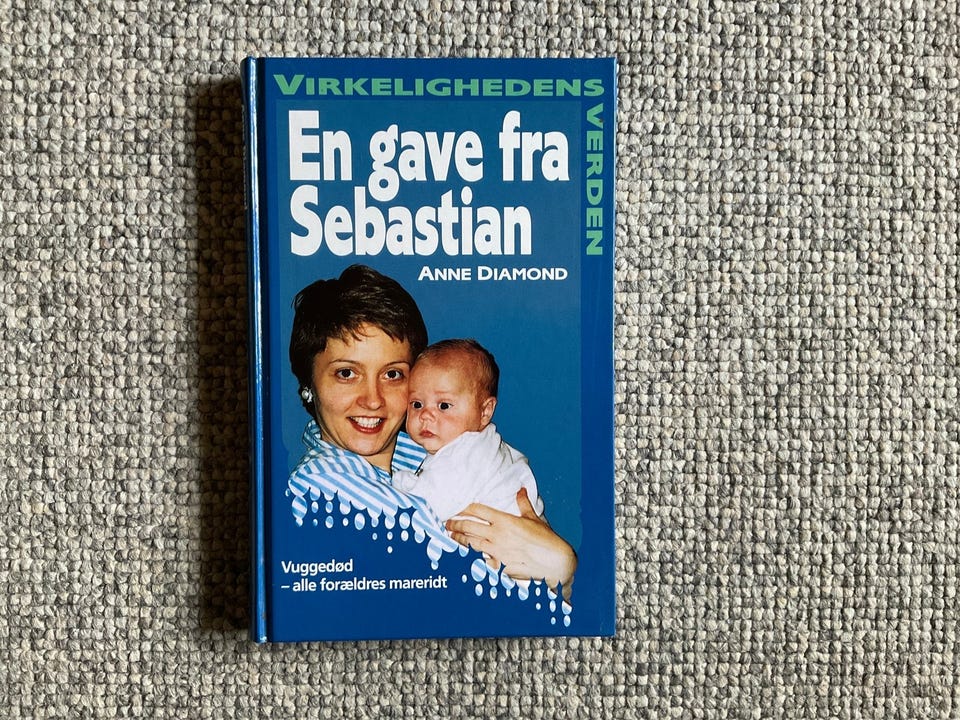 VIRKELIGHEDENS
VERDEN
En gave fra
Sebastian
ANNE DIAMOND
Vuggedød
– alle forældres mareridt